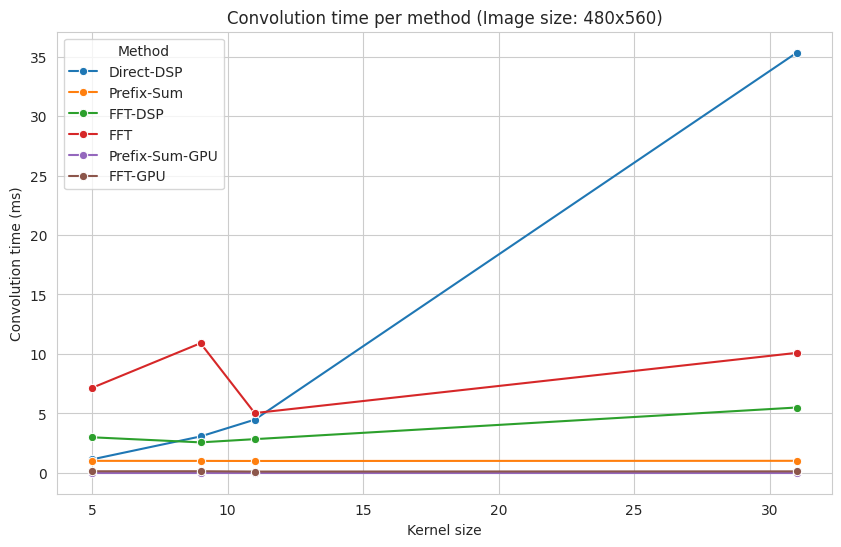 Convolution time per method (Image size: 480x560)
Method
Direct-DSP
Prefix-Sum
FFT-DSP
FFT
Prefix-Sum-GPU
FFT-GPU
Convolution time (ms)
35
30
25
20
15
10
5
0
5
10
15
20
25
30
Kernel size